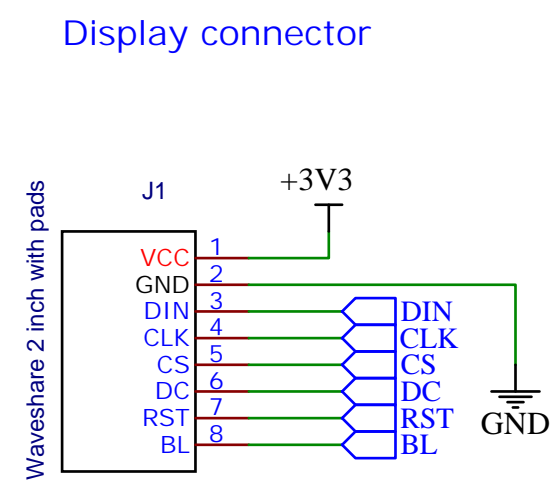 Display connector
Waveshare 2 inch with pads
J1
+3V3
VCC 1
GND 2
DIN 3 DIN
CLK 4 CLK
CS 5 CS
DC 6 DC
RST 7 RST
BL 8 BL
GND